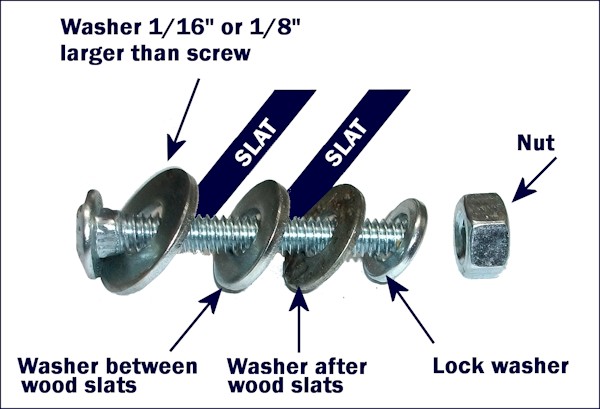 Washer 1/16" or 1/8"
larger than screw
SLAT
SLAT
Nut
Washer between
wood slats
Washer after
wood slats
Lock washer